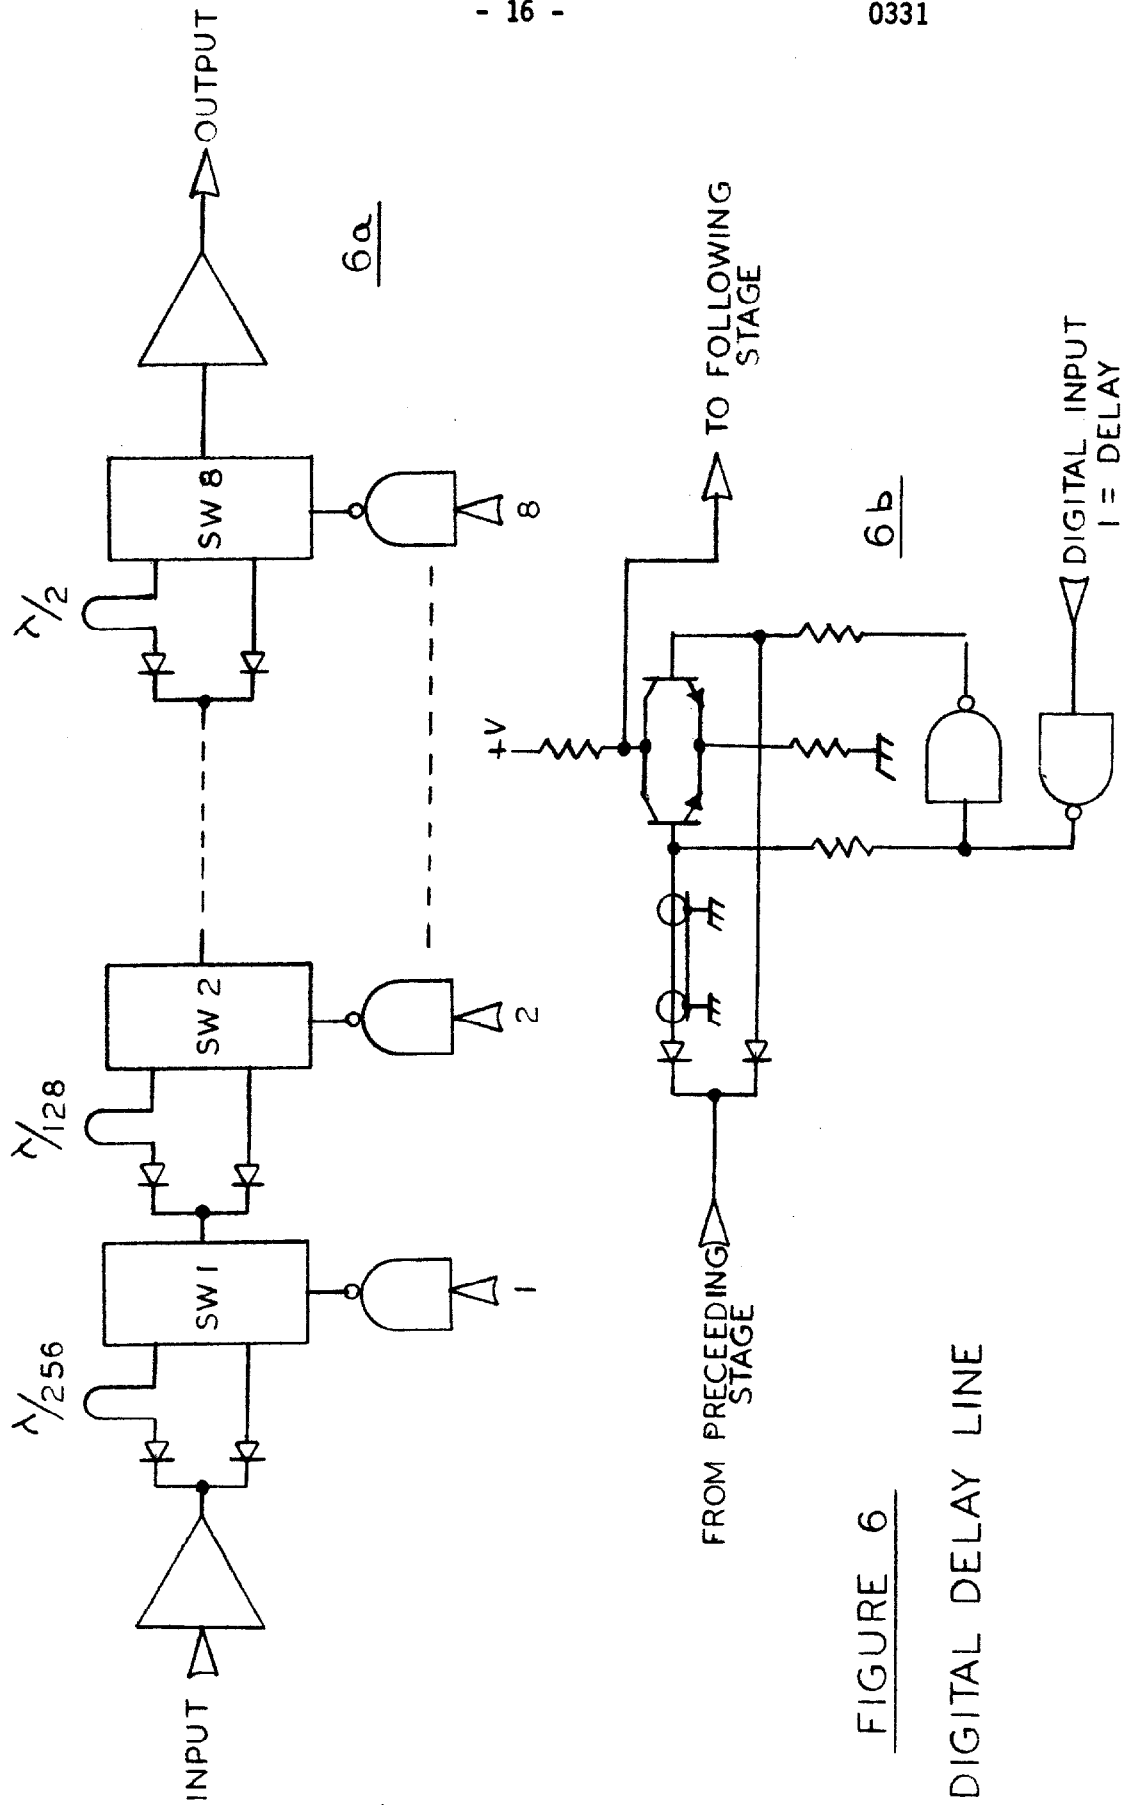 - 16 -
0331
INPUT
λ/256
SW 1
1
λ/128
SW 2
2
λ/2
SW 8
8
OUTPUT
6a
FROM PRECEEDING
STAGE
+V
TO FOLLOWING
STAGE
6b
DIGITAL INPUT
1 = DELAY
FIGURE 6
DIGITAL DELAY LINE